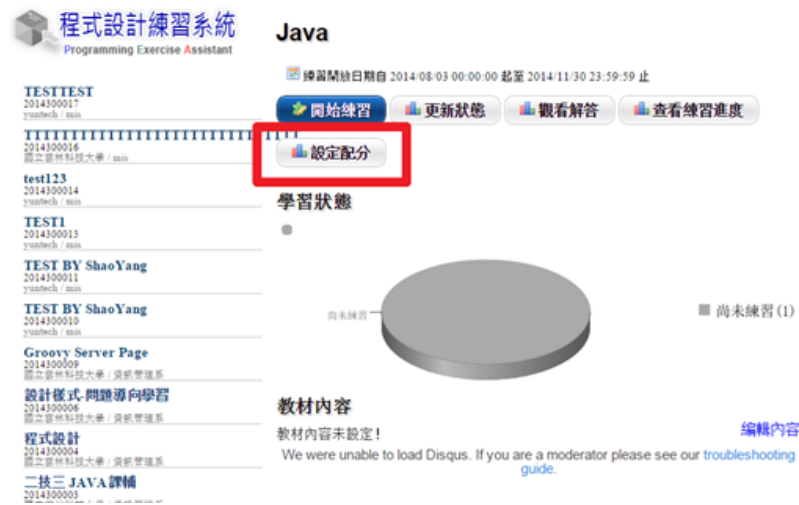 程式設計練習系統
Programming Exercise Assistant
TESTTEST
2014300017
yuntech / mis
TTTTTTTTTTTTTTTTTTTTTTTTTTTTT
2014300016
國立雲林科技大學 / mis
test123
2014300014
yuntech / mis
TEST1
2014300013
yuntech / mis
TEST BY ShaoYang
2014300011
yuntech / mis
TEST BY ShaoYang
2014300010
yuntech / mis
Groovy Server Page
2014300009
國立雲林科技大學 / 資訊管理系
設計樣式-問題導向學習
2014300006
國立雲林科技大學 / 資訊管理系
程式設計
2014300004
國立雲林科技大學 / 資訊管理系
二技三 JAVA 課輔
2014300003
Java
練習開放日期自 2014/08/03 00:00:00 起至 2014/11/30 23:59:59 止
開始練習 更新狀態 觀看解答 查看練習進度
設定配分
學習狀態
尚未練習
尚未練習 (1)
教材內容
編輯內容
教材內容未設定!
We were unable to load Disqus. If you are a moderator please see our troubleshooting
guide.